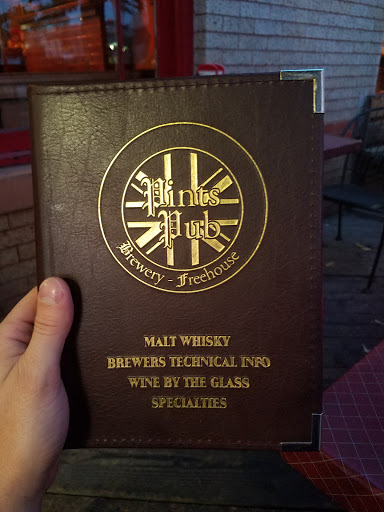 Pints
Pub
Brewery - Freehouse
MALT WHISKY
BREWERS TECHNICAL INFO
WINE BY THE GLASS
SPECIALTIES